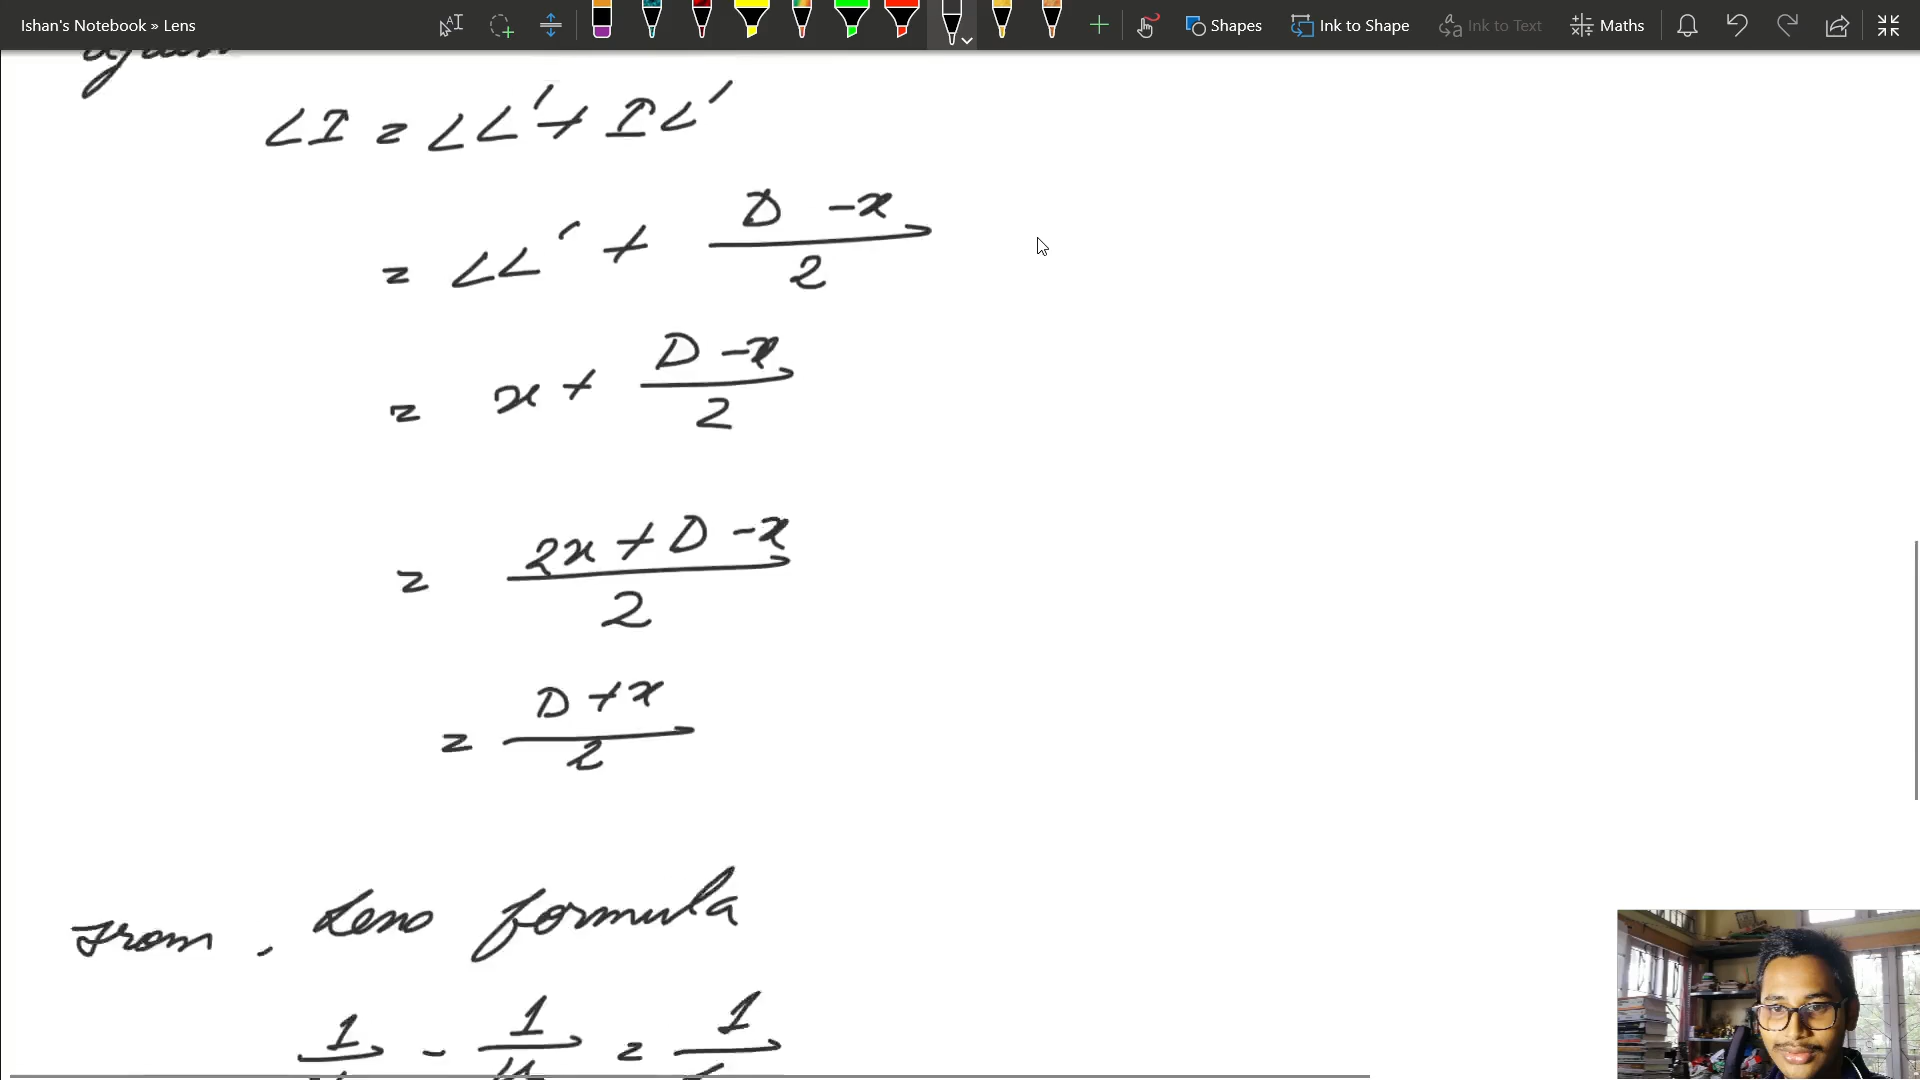 Ishan's Notebook » Lens
Shapes Ink to Shape Ink to Text Maths
again
LI = LL' + IL'
= LL' + D - x / 2
= x + D - x / 2
= 2x + D - x / 2
= D + x / 2
From, Lens formula
1 - 1 = 1